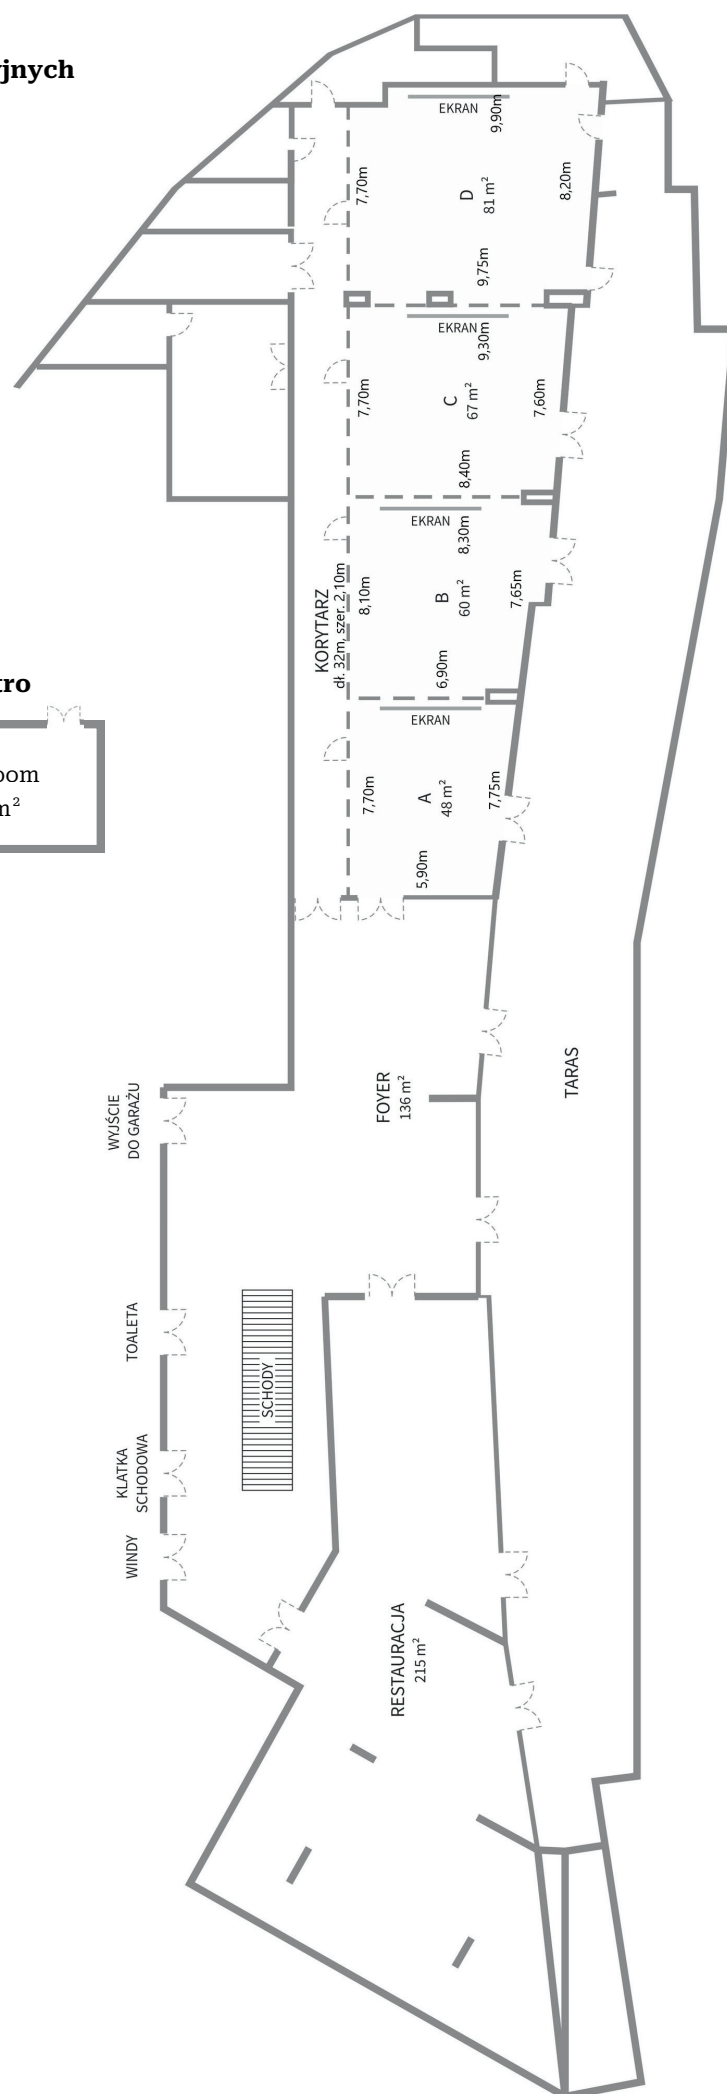 yjnych
EKRAN
9,90m
7,70m
D
81 m²
8,20m
9,75m
EKRAN
9,30m
7,70m
C
67 m²
7,60m
8,40m
EKRAN
8,30m
KORYTARZ
dł. 32m, szer. 2,10m
8,10m
B
60 m²
7,65m
6,90m
tro
EKRAN
oom
m²
7,70m
A
48 m²
7,75m
5,90m
FOYER
136 m²
TARAS
WYJŚCIE
DO GARAŻU
TOALETA
SCHODY
KLATKA
SCHODOWA
WINDY
RESTAURACJA
215 m²